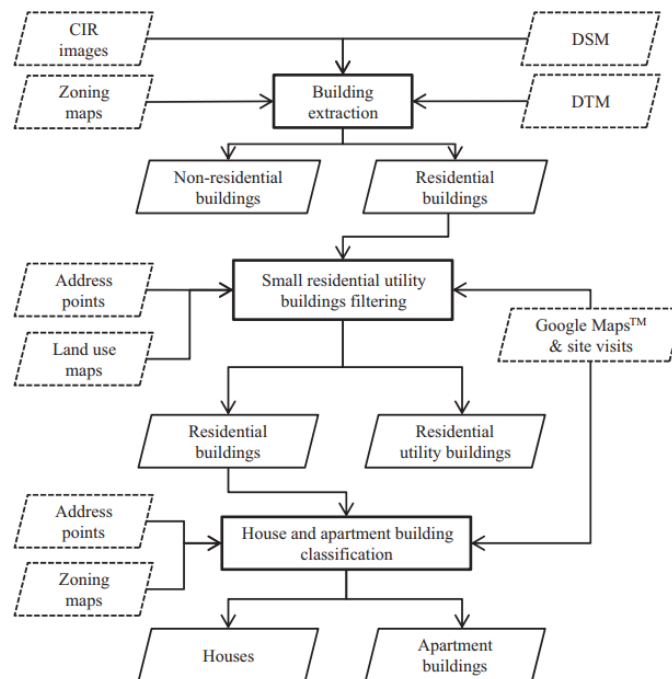 CIR
images
DSM
Zoning
maps
Building
extraction
DTM
Non-residential
buildings
Residential
buildings
Address
points
Small residential utility
buildings filtering
Land use
maps
Google Maps™
& site visits
Residential
buildings
Residential
utility buildings
Address
points
House and apartment building
classification
Zoning
maps
Houses
Apartment
buildings